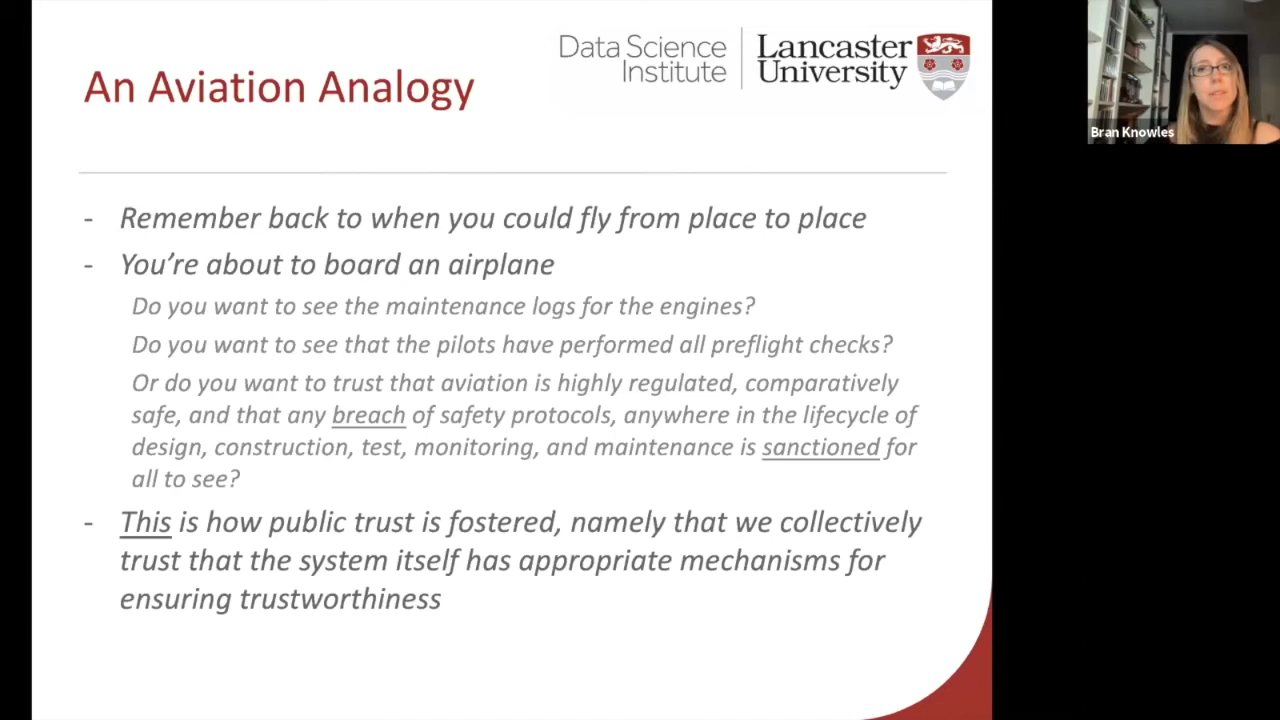 An Aviation Analogy
Data Science
Institute
Lancaster
University
- Remember back to when you could fly from place to place
- You're about to board an airplane
Do you want to see the maintenance logs for the engines?
Do you want to see that the pilots have performed all preflight checks?
Or do you want to trust that aviation is highly regulated, comparatively
safe, and that any breach of safety protocols, anywhere in the lifecycle of
design, construction, test, monitoring, and maintenance is sanctioned for
all to see?
- This is how public trust is fostered, namely that we collectively
trust that the system itself has appropriate mechanisms for
ensuring trustworthiness
Bran Knowles